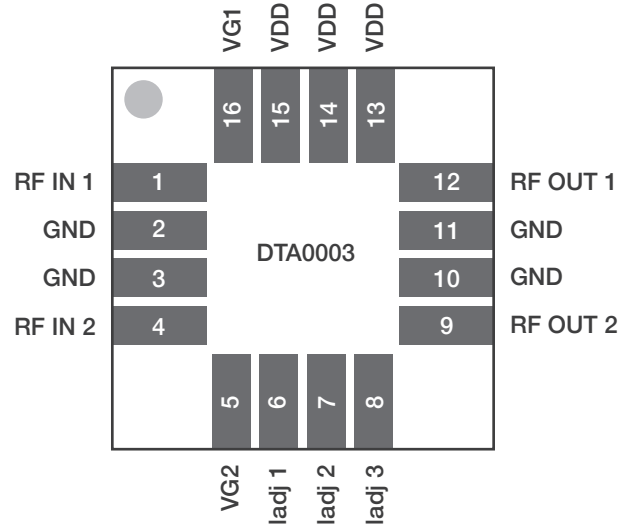 VG1
VDD
VDD
VDD
16
15
14
13
RF IN 1
1
12
RF OUT 1
GND
2
11
GND
DTA0003
GND
3
10
GND
RF IN 2
4
9
RF OUT 2
5
6
7
8
VG2
Iadj 1
Iadj 2
Iadj 3